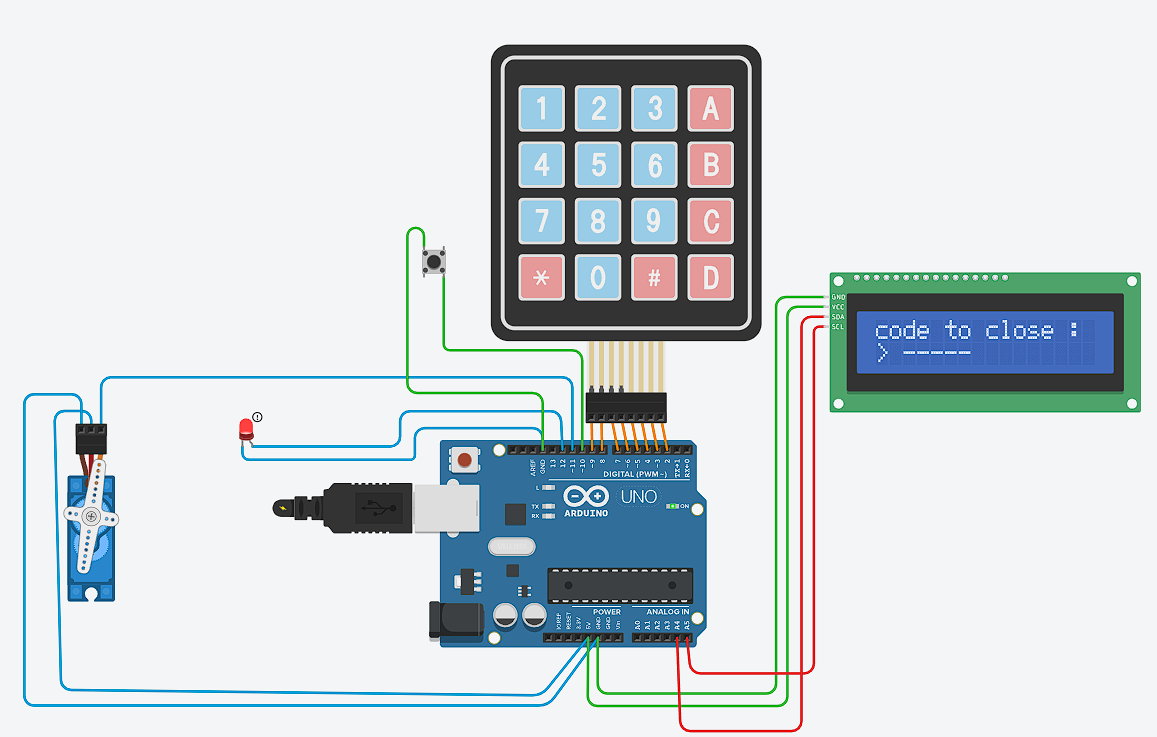 1 2 3 A
4 5 6 B
7 8 9 C
* 0 # D
GND
VCC
SDA
SCL
code to close :
> -----
AREF
GND
13
12
~11
~10
~9
8
7
~6
~5
~4
~3
2
TX→1
RX←0
DIGITAL (PWM~)
L
TX
RX
ARDUINO
UNO
ON
POWER
ANALOG IN
IOREF
RESET
3.3V
5V
GND
GND
Vin
A0
A1
A2
A3
A4
A5